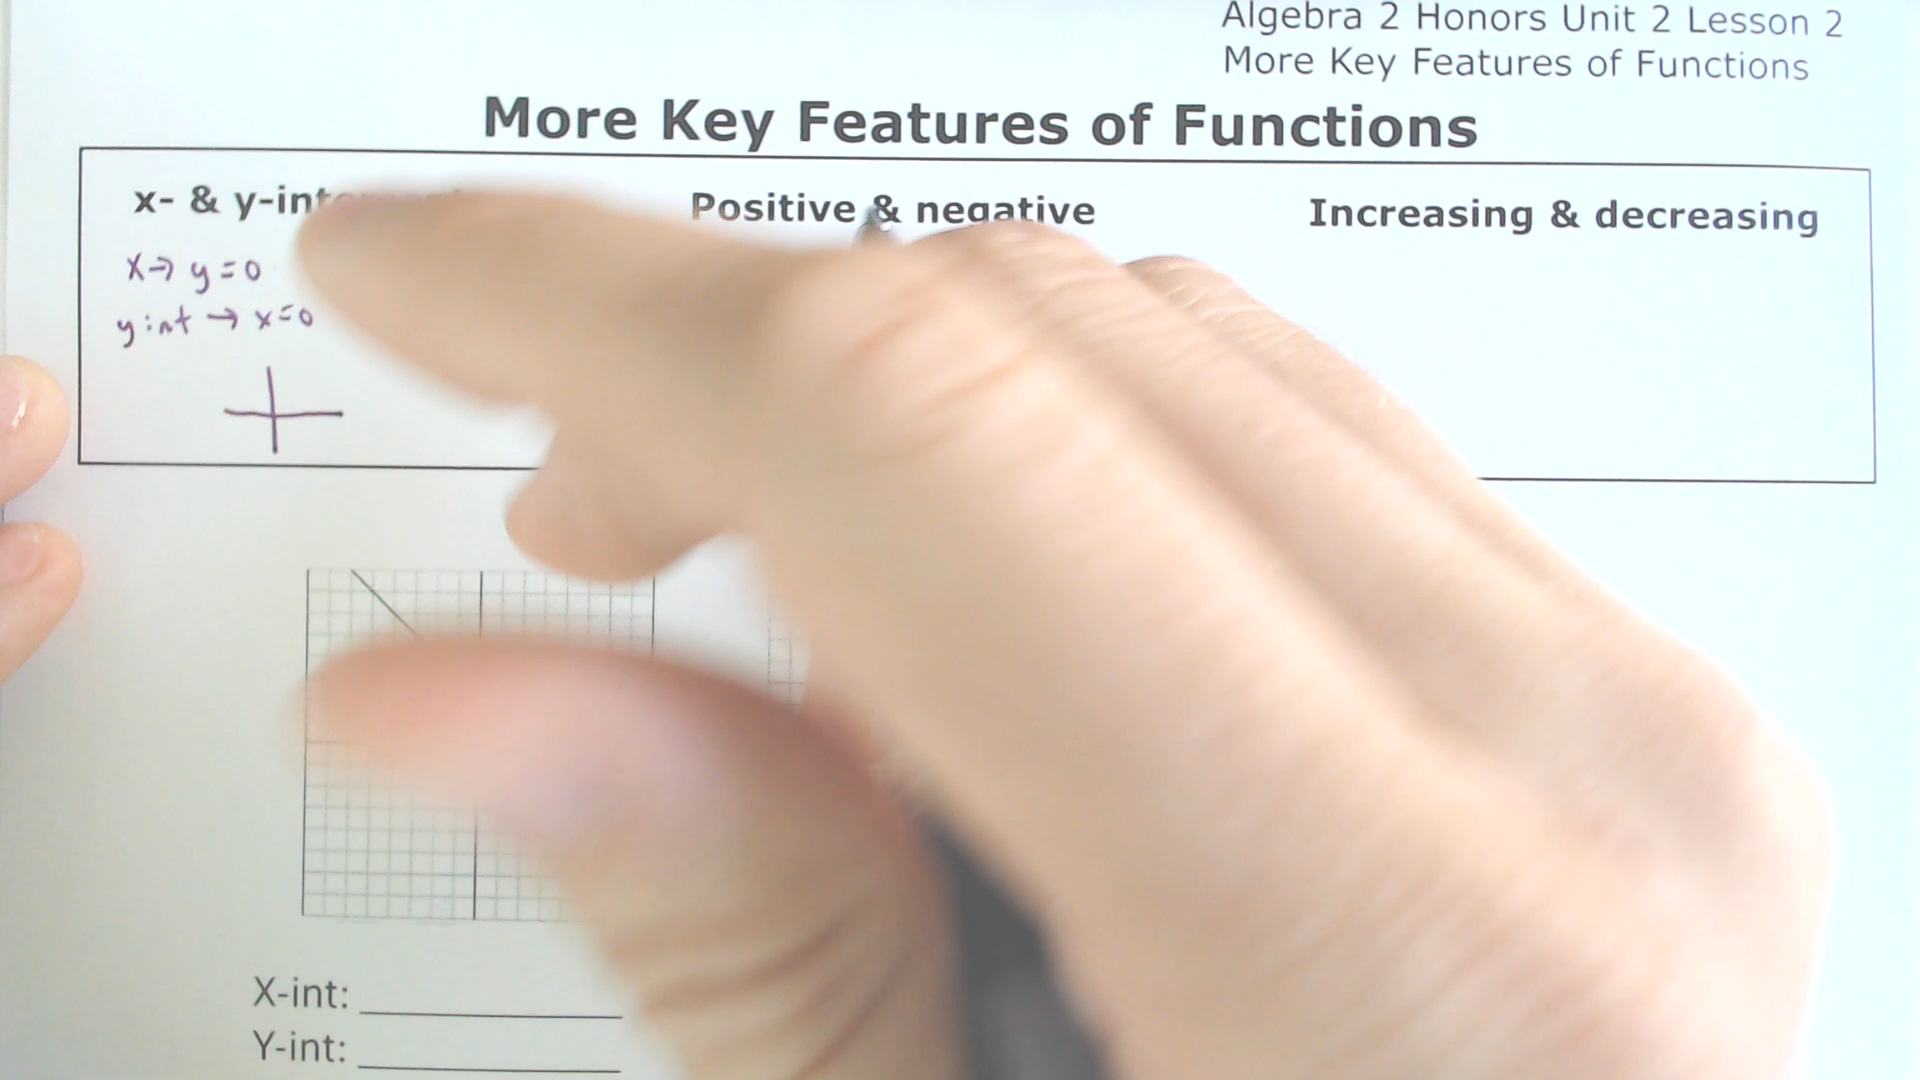 Algebra 2 Honors Unit 2 Lesson 2
More Key Features of Functions
More Key Features of Functions
x- & y-int
Positive & negative
Increasing & decreasing
x→ y=0
y int → x=0
X-int:
Y-int: